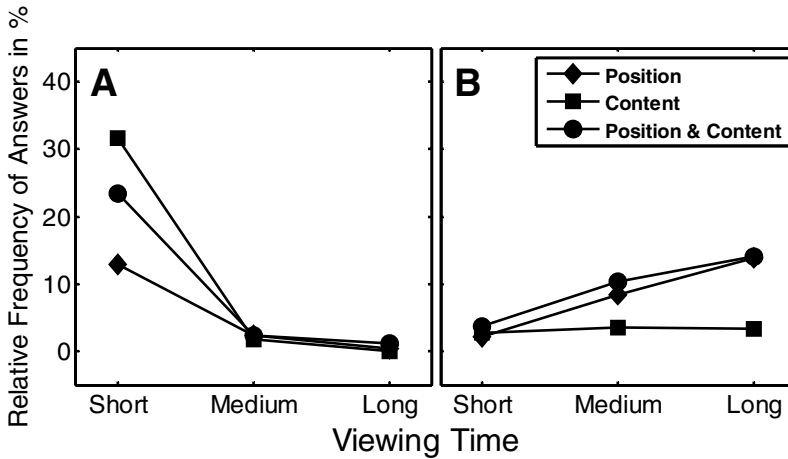 Relative Frequency of Answers in %
A
B
Position
Content
Position & Content
40
30
20
10
0
Short Medium Long
Short Medium Long
Viewing Time